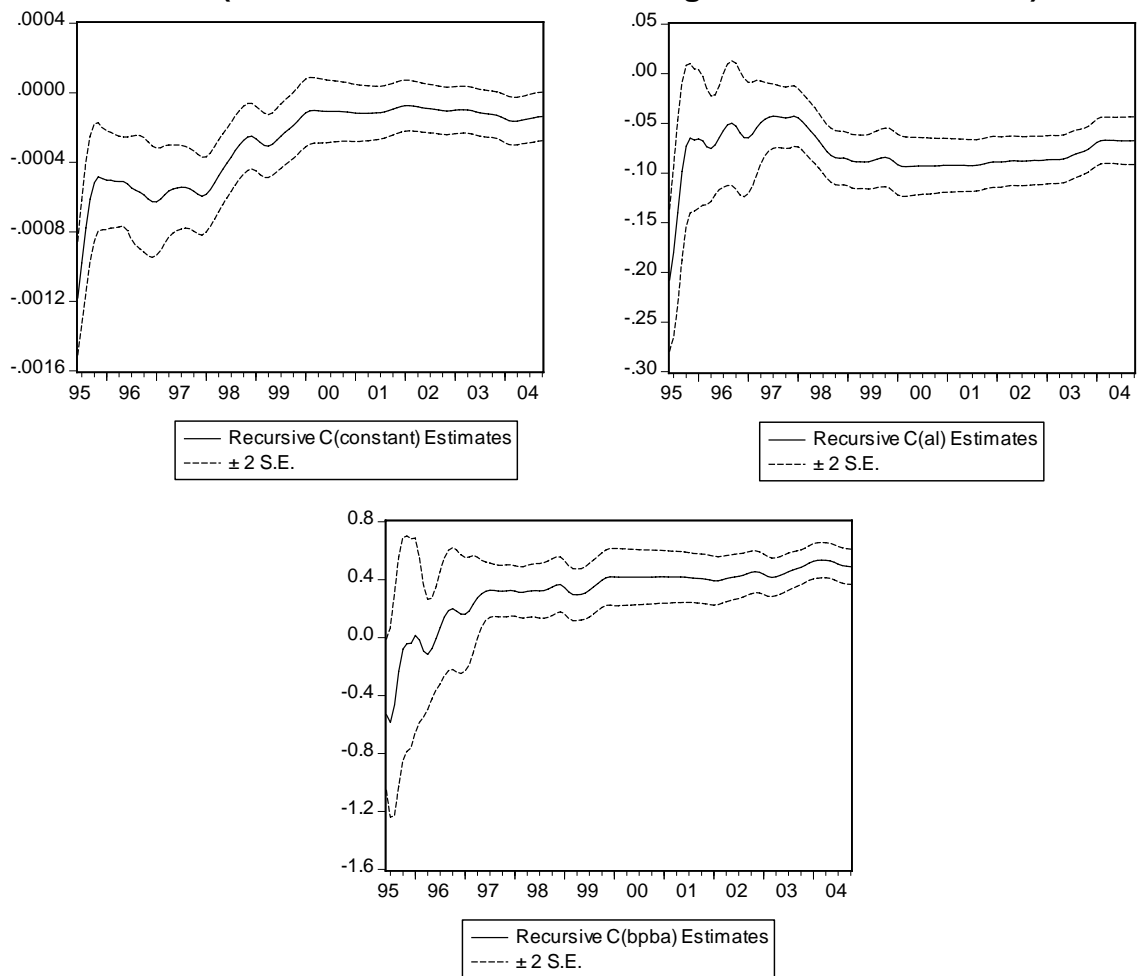 .0004
.0000
-.0004
-.0008
-.0012
-.0016
95 96 97 98 99 00 01 02 03 04
Recursive C(constant) Estimates
± 2 S.E.
.05
.00
-.05
-.10
-.15
-.20
-.25
-.30
95 96 97 98 99 00 01 02 03 04
Recursive C(al) Estimates
± 2 S.E.
0.8
0.4
0.0
-0.4
-0.8
-1.2
-1.6
95 96 97 98 99 00 01 02 03 04
Recursive C(bpba) Estimates
± 2 S.E.